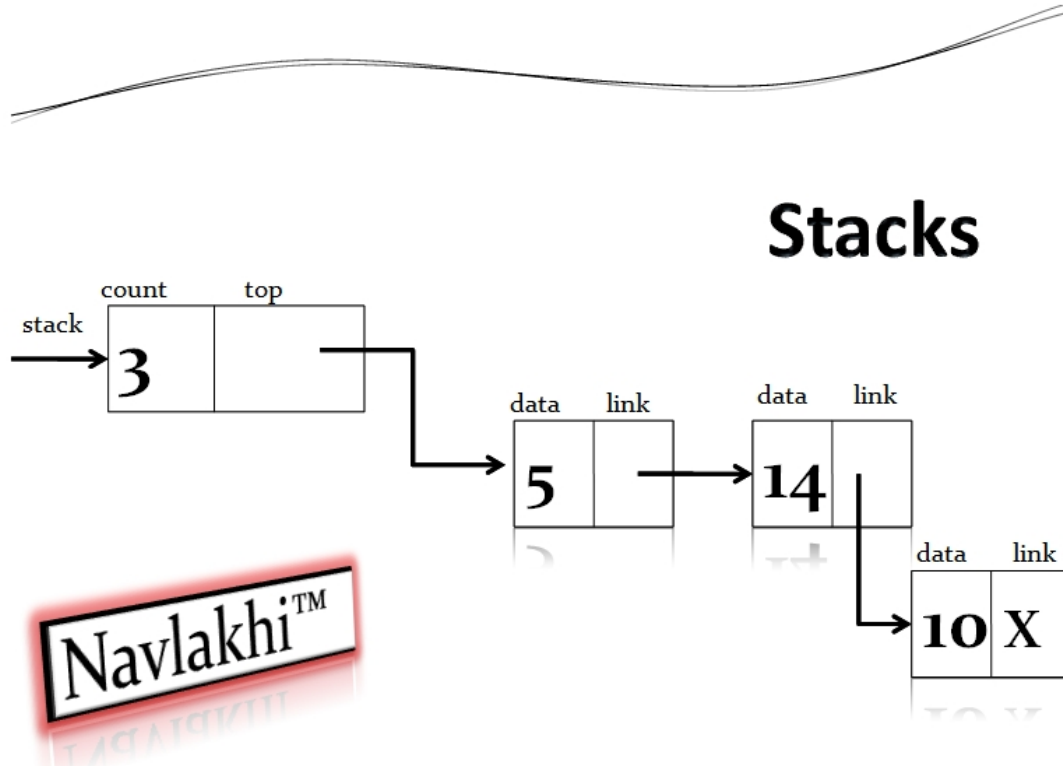 Stacks
count top
stack
3
data link
5
data link
14
data link
10 X
Navlakhi™